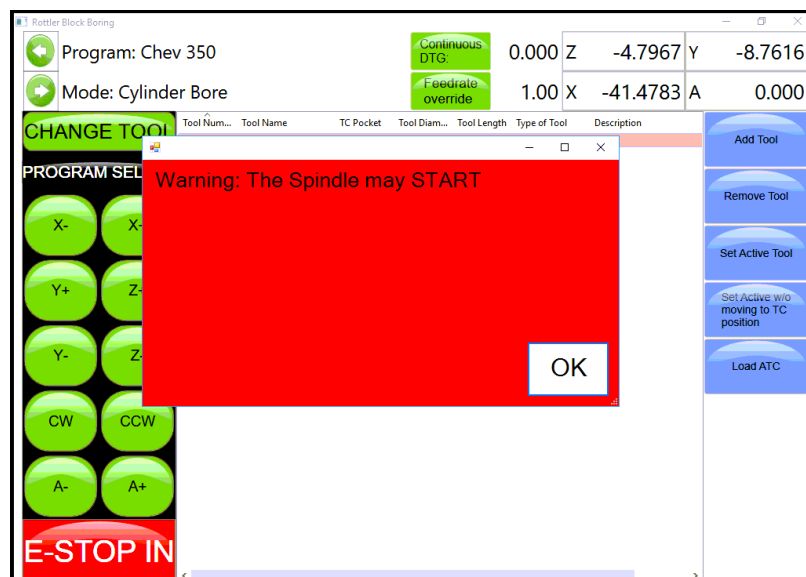 Rottler Block Boring
Program: Chev 350
Continuous
DTG:
0.000 Z -4.7967 Y -8.7616
Mode: Cylinder Bore
Feedrate
override
1.00 X -41.4783 A 0.000
CHANGE TOOL
Tool Num... Tool Name TC Pocket Tool Diam... Tool Length Type of Tool Description
Add Tool
PROGRAM SEL
Warning: The Spindle may START
Remove Tool
X- X-
Set Active Tool
Y+ Z-
Set Active w/o
moving to TC
position
Y- Z-
OK
Load ATC
CW CCW
A- A+
E-STOP IN